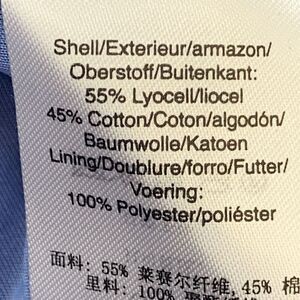 Shell/Exterieur/armazon/
Oberstoff/Buitenkant:
55% Lyocell/liocel
45% Cotton/Coton/algodón/
Baumwolle/Katoen
Lining/Doublure/forro/Futter/
Voering:
100% Polyester/poliéster
面料: 55% 莱赛尔纤维, 45% 棉
里料: 100%